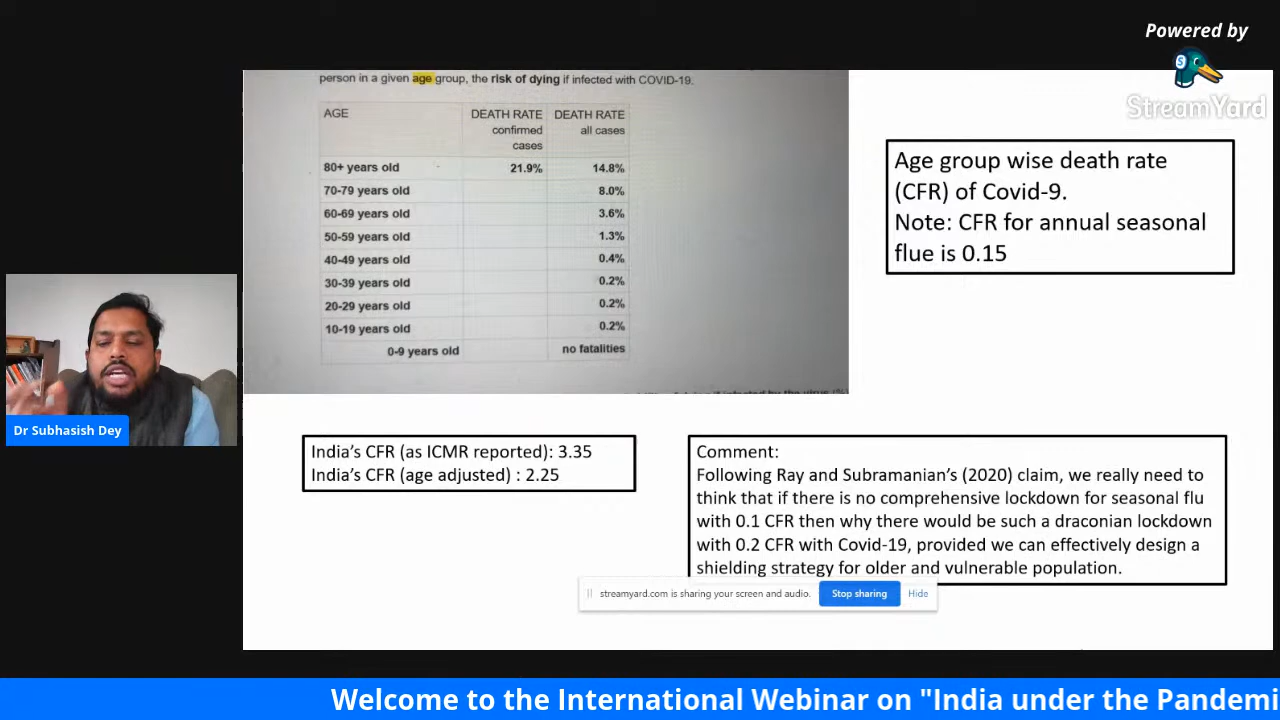 Powered by
StreamYard
person in a given age group, the risk of dying if infected with COVID-19.
AGE DEATH RATE confirmed cases DEATH RATE all cases
80+ years old 21.9% 14.8%
70-79 years old 8.0%
60-69 years old 3.6%
50-59 years old 1.3%
40-49 years old 0.4%
30-39 years old 0.2%
20-29 years old 0.2%
10-19 years old 0.2%
0-9 years old no fatalities
Age group wise death rate
(CFR) of Covid-9.
Note: CFR for annual seasonal
flue is 0.15
Dr Subhasish Dey
India's CFR (as ICMR reported): 3.35
India's CFR (age adjusted) : 2.25
Comment:
Following Ray and Subramanian's (2020) claim, we really need to
think that if there is no comprehensive lockdown for seasonal flu
with 0.1 CFR then why there would be such a draconian lockdown
with 0.2 CFR with Covid-19, provided we can effectively design a
shielding strategy for older and vulnerable population.
streamyard.com is sharing your screen and audio. Stop sharing Hide
Welcome to the International Webinar on "India under the Pandemi